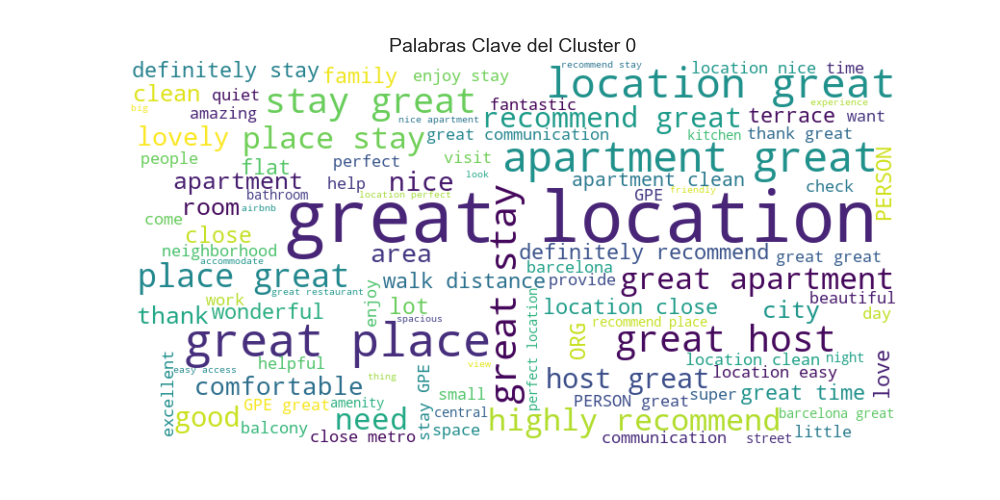 Palabras Clave del Cluster 0
recommend stay
definitely stay
family
enjoy stay
location great
location nice
time
clean
quiet
stay great
fantastic
experience
big
amazing
nice apartment
recommend great
terrace
want
lovely
place stay
great communication
kitchen
thank great
people
flat
perfect
visit
apartment great
PERSON
apartment
help
nice
look
apartment clean
check
bathroom
location perfect
GPE
friendly
room
airbnb
great location
come
close
neighborhood
accommodate
area
great stay
definitely recommend
great great
barcelona
place great
great restaurant
walk distance
provide
great apartment
work
enjoy
lot
perfect location
location close
city
beautiful
day
thank
wonderful
spacious
recommend place
ORG
great place
great host
helpful
view
location clean
night
excellent
easy access
thing
location easy
love
comfortable
host great
small
PERSON great
super
great time
good
GPE great
amenity
need
stay GPE
central
highly recommend
barcelona great
balcony
close metro
space
communication
street
little